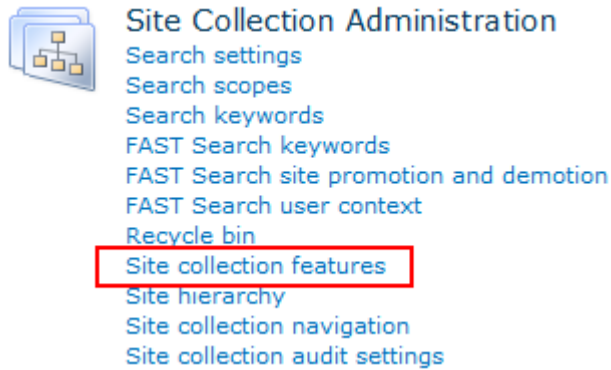 Site Collection Administration
Search settings
Search scopes
Search keywords
FAST Search keywords
FAST Search site promotion and demotion
FAST Search user context
Recycle bin
Site collection features
Site hierarchy
Site collection navigation
Site collection audit settings